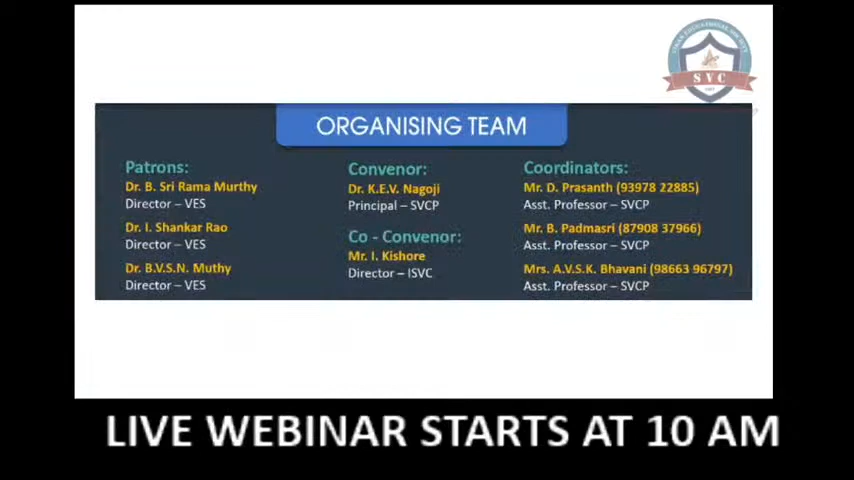 SVC
ORGANISING TEAM
Patrons:
Dr. B. Sri Rama Murthy
Director – VES
Dr. I. Shankar Rao
Director – VES
Dr. B.V.S.N. Muthy
Director – VES
Convenor:
Dr. K.E.V. Nagoji
Principal – SVCP
Co - Convenor:
Mr. I. Kishore
Director – ISVC
Coordinators:
Mr. D. Prasanth (93978 22885)
Asst. Professor – SVCP
Mr. B. Padmasri (87908 37966)
Asst. Professor – SVCP
Mrs. A.V.S.K. Bhavani (98663 96797)
Asst. Professor – SVCP
LIVE WEBINAR STARTS AT 10 AM